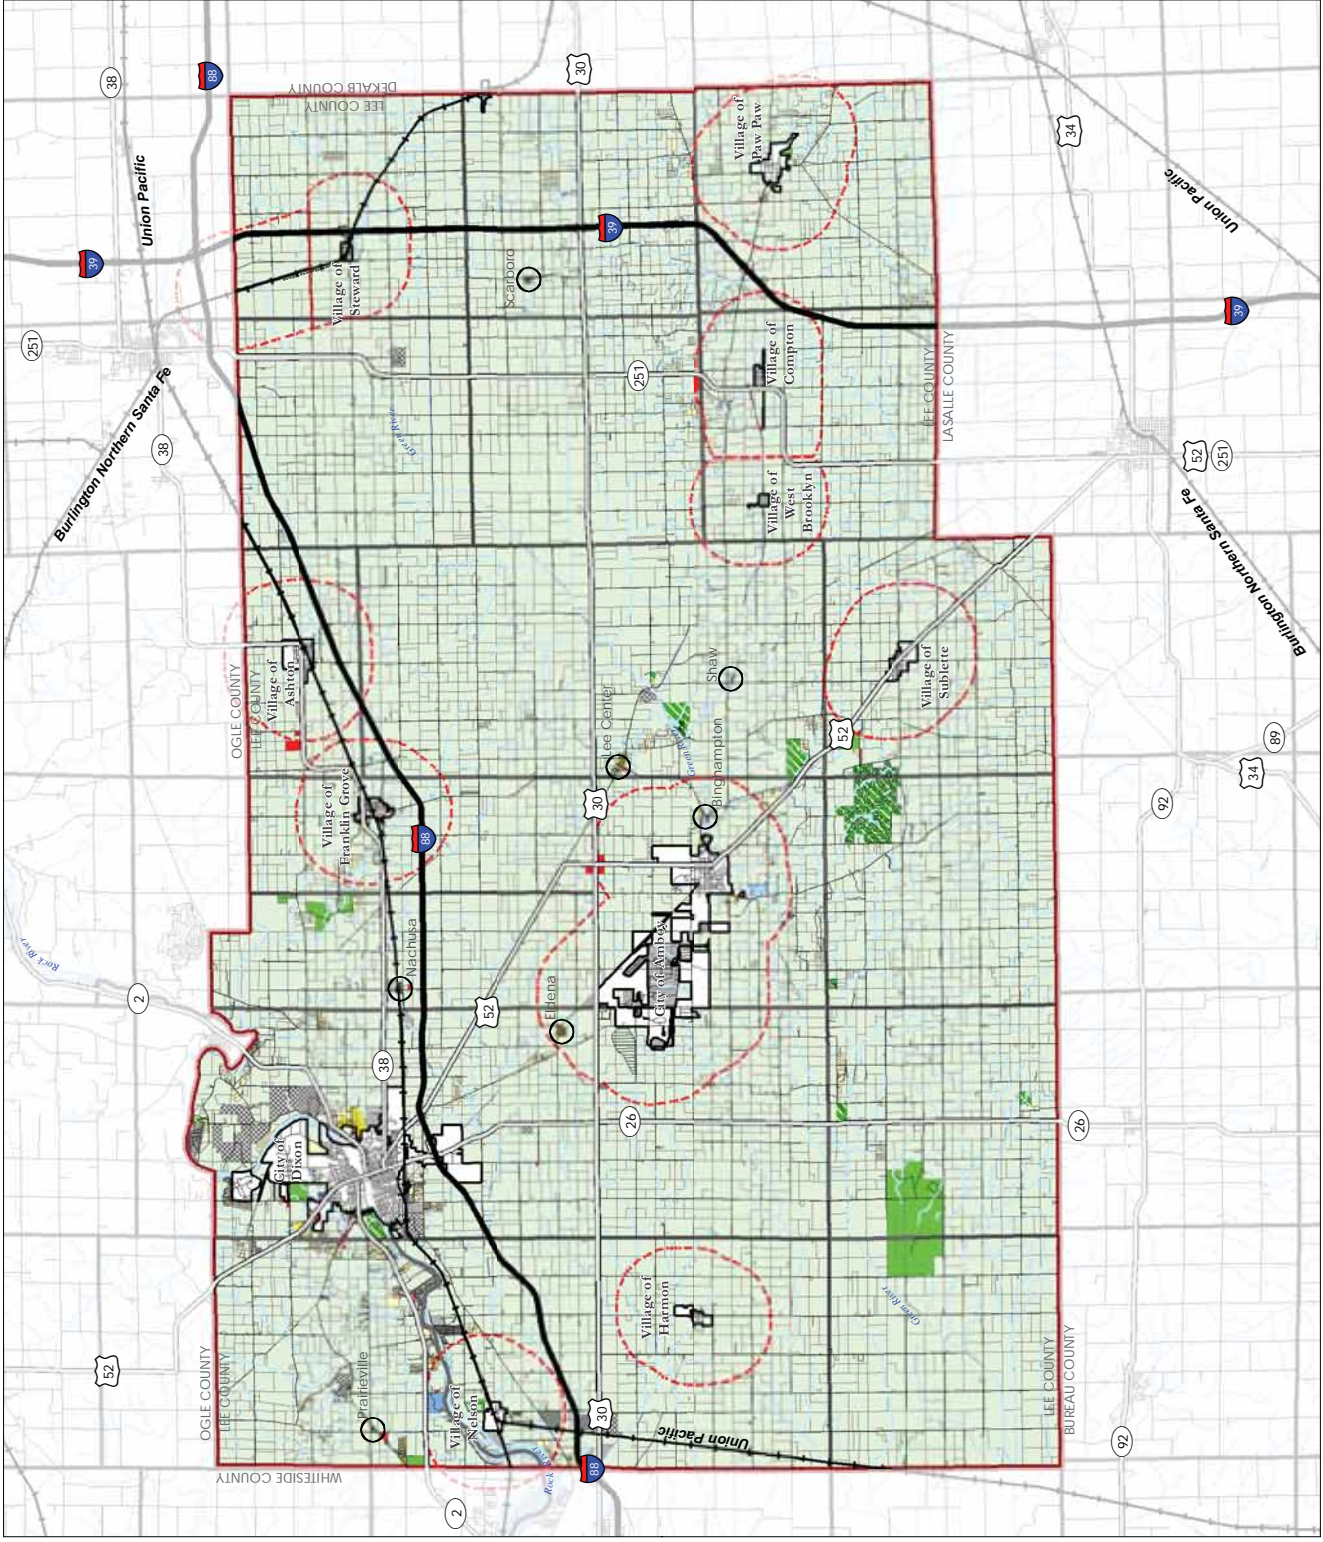 38
88
DEKALB COUNTY
LEE COUNTY
30
Village of
Paw Paw
34
Union Pacific
Union Pacific
39
39
Village of
Steward
Scarboro
251
251
Village of
Compton
LEE COUNTY
LASALLE COUNTY
39
Burlington Northern Santa Fe
38
Green River
Village of
West
Brooklyn
52
251
Burlington Northern Santa Fe
OGLE COUNTY
LEE COUNTY
Village of
Ashton
Lee Center
Shaw
Green River
Village of
Sublette
52
89
34
92
Village of
Franklin Grove
88
30
Binghampton
Rock River
2
Nachusa
52
Eldena
City of Amboy
38
City of
Dixon
26
26
52
Village of
Harmon
Green River
OGLE COUNTY
LEE COUNTY
Prairieville
Village of
Nelson
30
Union Pacific
LEE COUNTY
BUREAU COUNTY
92
WHITESIDE COUNTY
2
Rock River
88